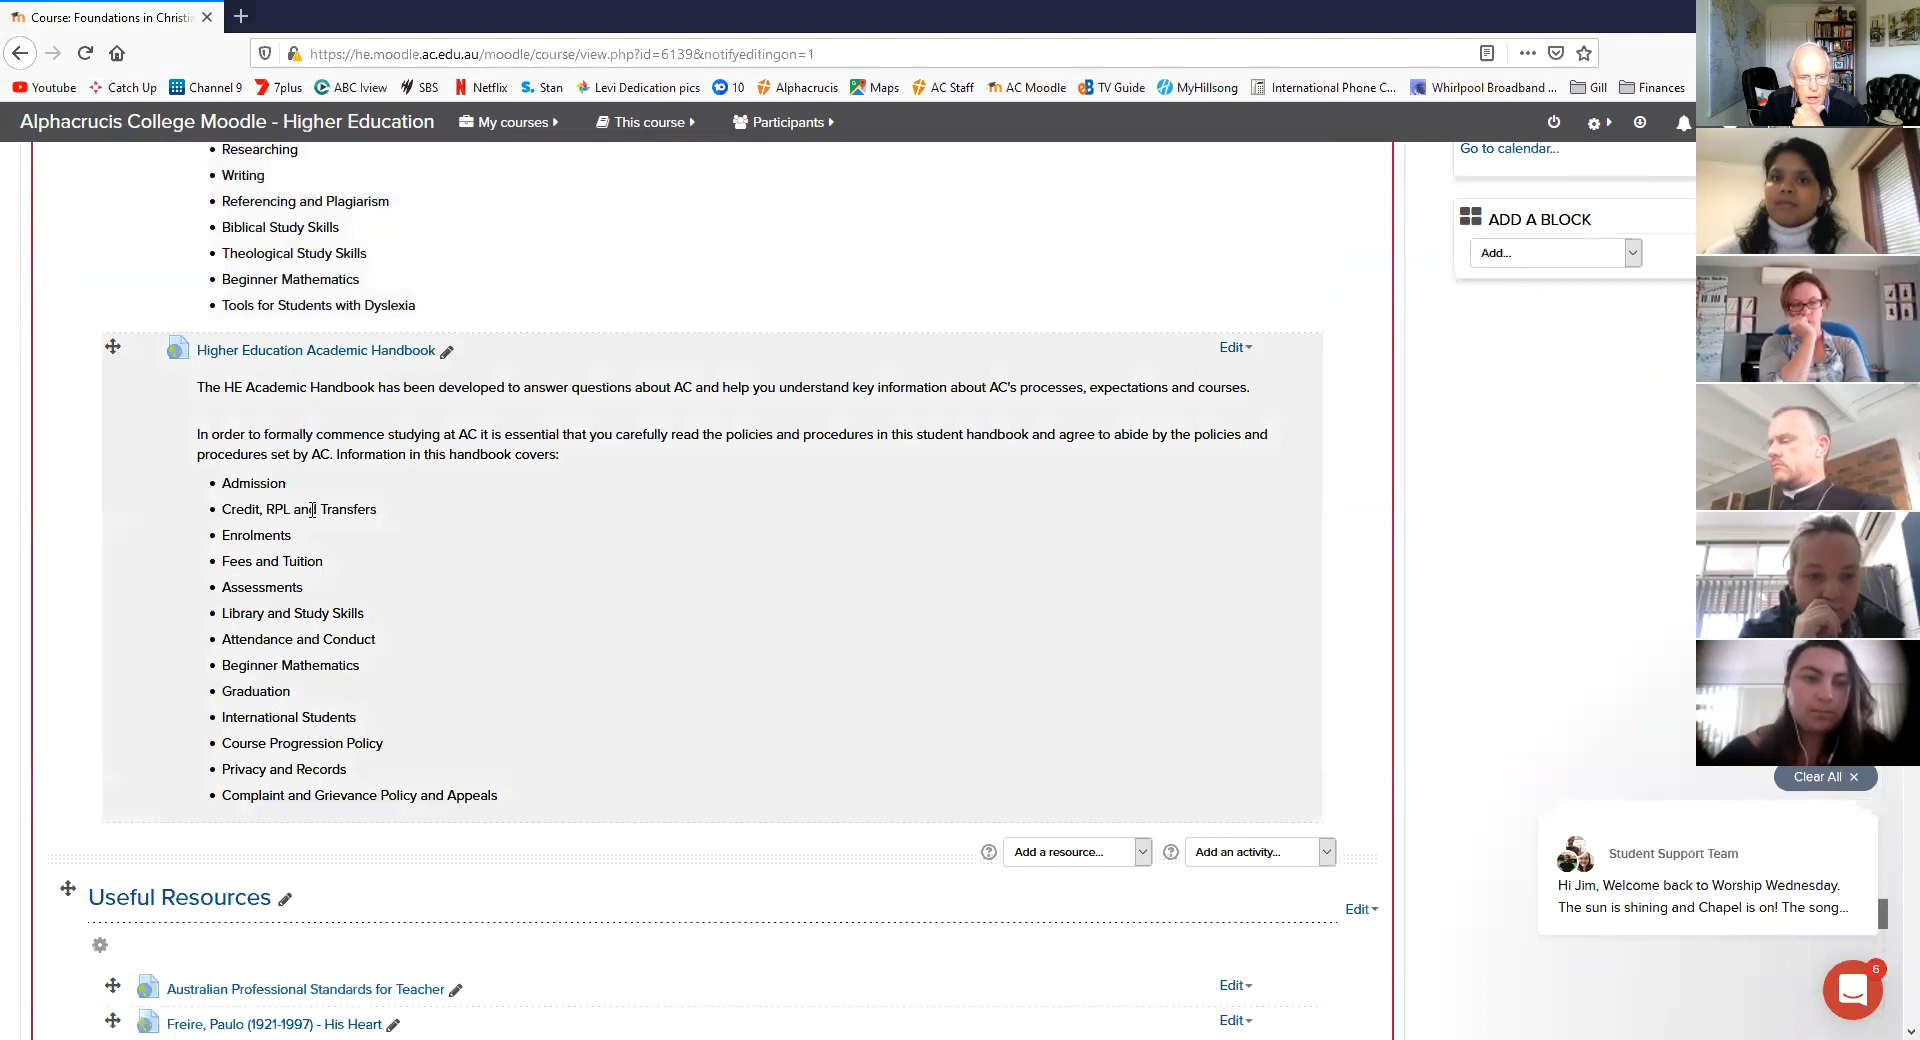 Course: Foundations in Christi
https://he.moodle.ac.edu.au/moodle/course/view.php?id=6139&notifyeditingon=1
Youtube Catch Up Channel 9 7plus ABC Iview SBS Netflix Stan Levi Dedication pics 10 Alphacrucis Maps AC Staff AC Moodle TV Guide MyHillsong International Phone C... Whirlpool Broadband ... Gill Finances
Alphacrucis College Moodle - Higher Education My courses This course Participants
Researching
Writing
Referencing and Plagiarism
Biblical Study Skills
Theological Study Skills
Beginner Mathematics
Tools for Students with Dyslexia
Higher Education Academic Handbook Edit
The HE Academic Handbook has been developed to answer questions about AC and help you understand key information about AC's processes, expectations and courses.
In order to formally commence studying at AC it is essential that you carefully read the policies and procedures in this student handbook and agree to abide by the policies and
procedures set by AC. Information in this handbook covers:
Admission
Credit, RPL and Transfers
Enrolments
Fees and Tuition
Assessments
Library and Study Skills
Attendance and Conduct
Beginner Mathematics
Graduation
International Students
Course Progression Policy
Privacy and Records
Complaint and Grievance Policy and Appeals
Add a resource... Add an activity...
Useful Resources
Edit
Australian Professional Standards for Teacher Edit
Freire, Paulo (1921-1997) - His Heart Edit
Go to calendar...
ADD A BLOCK
Add...
Clear All
Student Support Team
Hi Jim, Welcome back to Worship Wednesday.
The sun is shining and Chapel is on! The song...
6